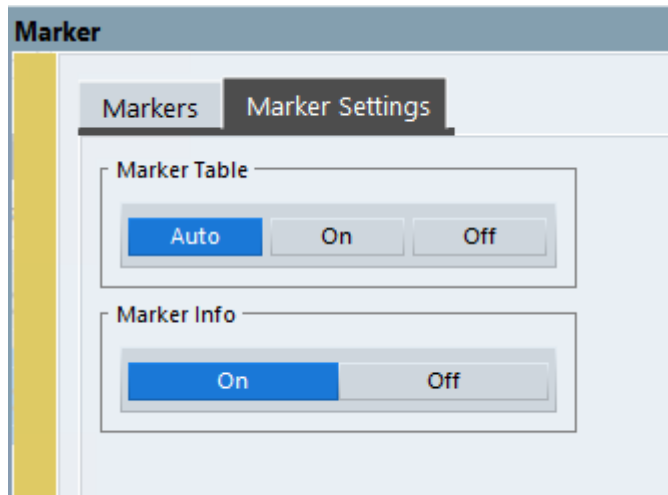 Marker
Markers Marker Settings
Marker Table
Auto On Off
Marker Info
On Off